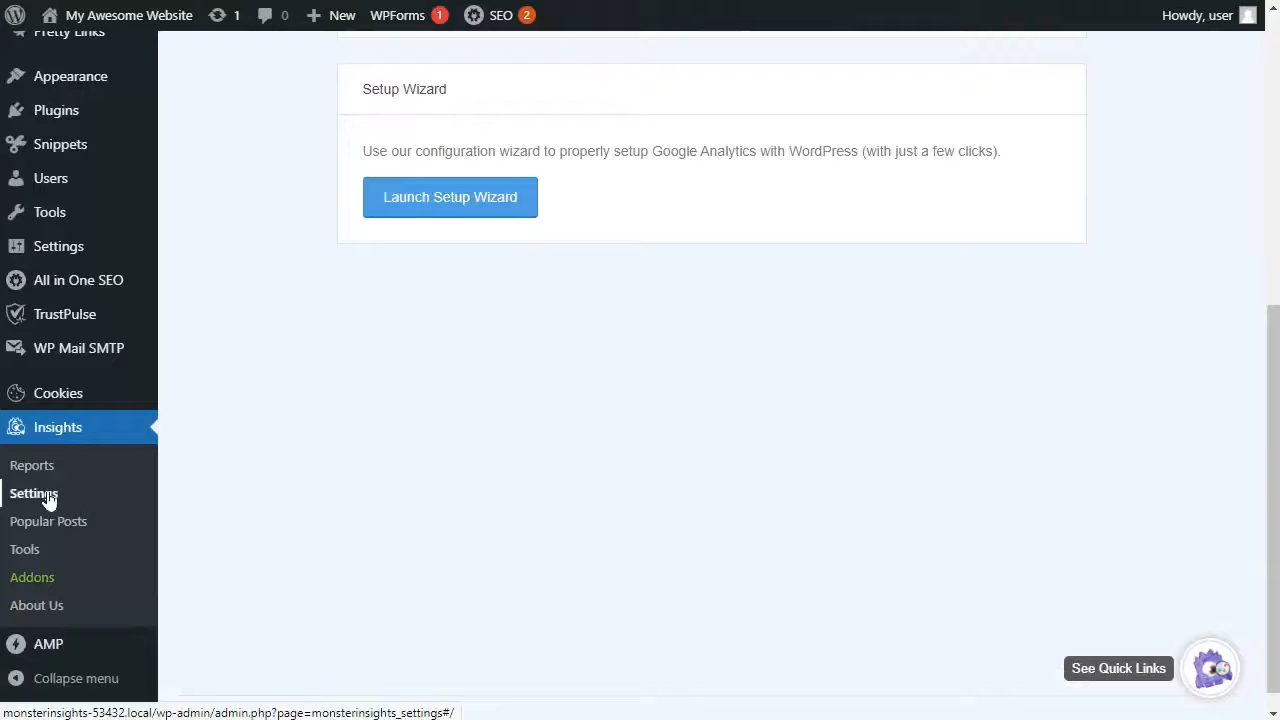 My Awesome Website 1 0 New WPForms 1 SEO 2 Howdy, user
Pretty Links
Appearance
Plugins
Snippets
Users
Tools
Settings
All in One SEO
TrustPulse
WP Mail SMTP
Cookies
Insights
Reports
Settings
Popular Posts
Tools
Addons
About Us
AMP
Collapse menu
Setup Wizard
Use our configuration wizard to properly setup Google Analytics with WordPress (with just a few clicks).
Launch Setup Wizard
See Quick Links
monsterinsights-53432.local/wp-admin/admin.php?page=monsterinsights_settings#/